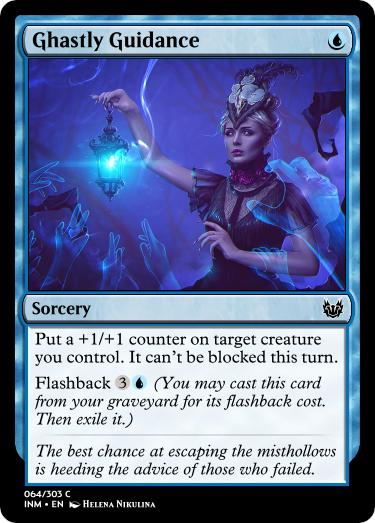 Ghastly Guidance
Sorcery
Put a +1/+1 counter on target creature
you control. It can't be blocked this turn.
Flashback 3 (You may cast this card
from your graveyard for its flashback cost.
Then exile it.)
The best chance at escaping the misthollows
is heeding the advice of those who failed.
064/303 C
INM • EN Helena Nikulina